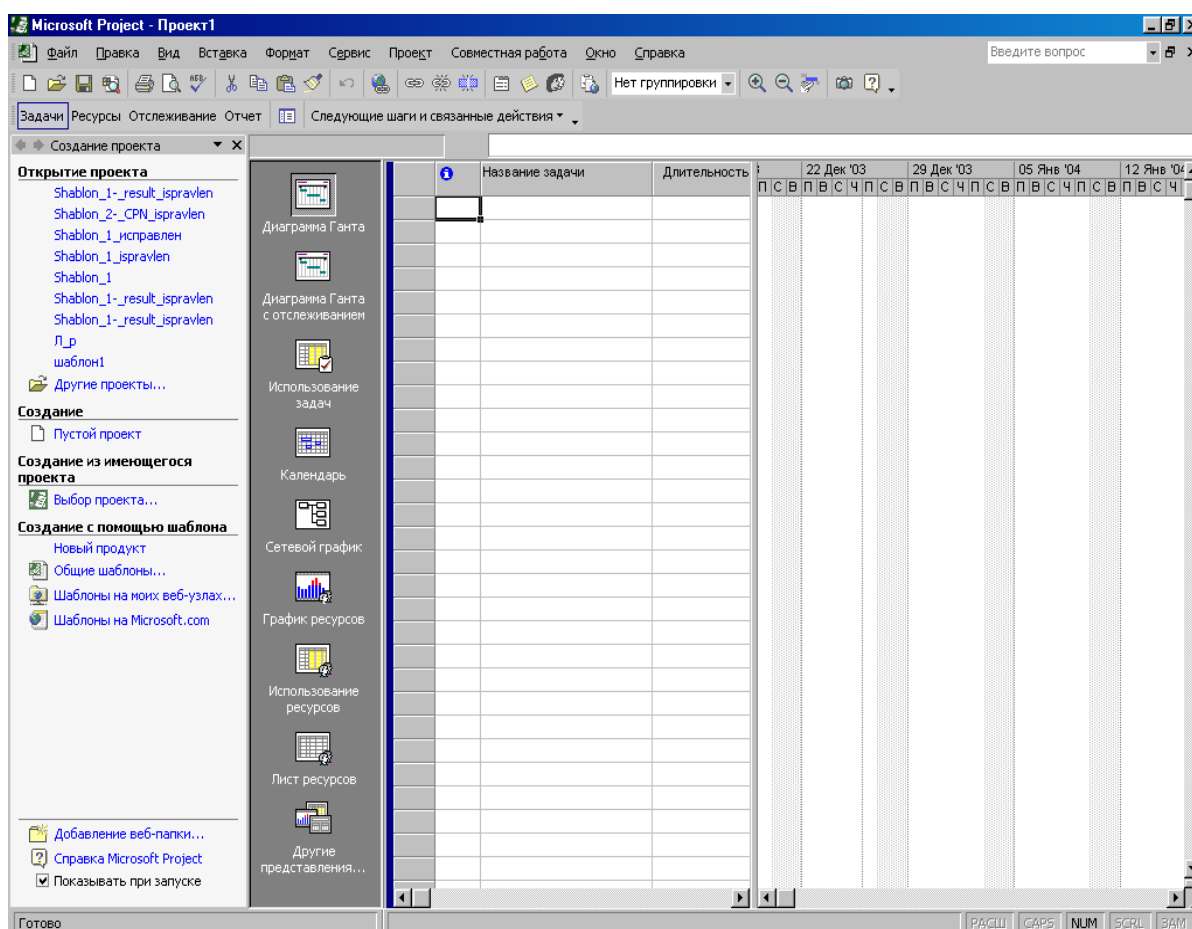 Microsoft Project - Проект1
Файл Правка Вид Вставка Формат Сервис Проект Совместная работа Окно Справка Введите вопрос
Нет группировки
Задачи Ресурсы Отслеживание Отчет Следующие шаги и связанные действия
Создание проекта
Открытие проекта
Shablon_1-_result_ispravlen
Shablon_2-_CPN_ispravlen
Shablon_1_исправлен
Shablon_1_ispravlen
Shablon_1
Shablon_1-_result_ispravlen
Shablon_1-_result_ispravlen
Л_р
шаблон1
Другие проекты...
Создание
Пустой проект
Создание из имеющегося
проекта
Выбор проекта...
Создание с помощью шаблона
Новый продукт
Общие шаблоны...
Шаблоны на моих веб-узлах...
Шаблоны на Microsoft.com
Добавление веб-папки...
Справка Microsoft Project
Показывать при запуске
Диаграмма Ганта
Диаграмма Ганта
с отслеживанием
Использование
задач
Календарь
Сетевой график
График ресурсов
Использование
ресурсов
Лист ресурсов
Другие
представления...
Название задачи Длительность
22 Дек '03 29 Дек '03 05 Янв '04 12 Янв '04
П С В П В С Ч П С В П В С Ч П С В П В С Ч П С В П В С Ч
Готово РАСШ CAPS NUM SCRL ЗАМ